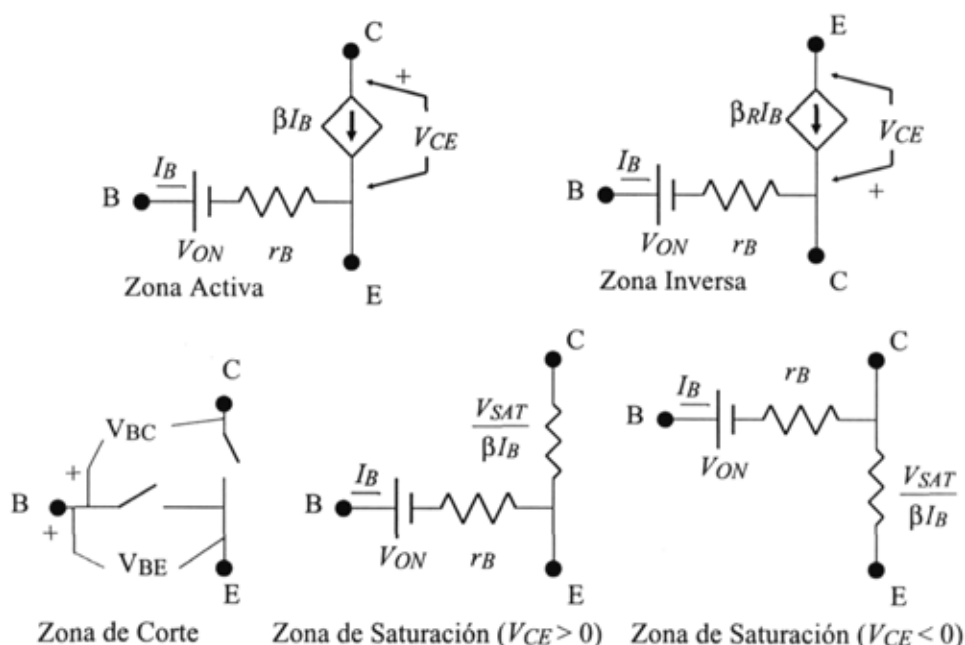 C
+
βI_B
V_CE
I_B
B
V_ON
r_B
E
Zona Activa
E
β_R I_B
V_CE
+
I_B
B
V_ON
r_B
C
Zona Inversa
C
V_BC
+
B
+
V_BE
E
Zona de Corte
C
V_SAT
βI_B
I_B
B
V_ON
r_B
E
Zona de Saturación (V_CE > 0)
C
r_B
I_B
B
V_ON
V_SAT
βI_B
E
Zona de Saturación (V_CE < 0)